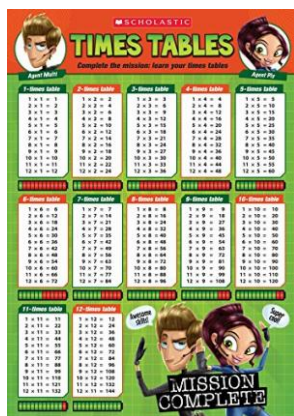 SCHOLASTIC
TIMES TABLES
Complete the mission: learn your times tables
Agent Multi
Agent Ply
1-times table
1 x 1 = 1
2 x 1 = 2
3 x 1 = 3
4 x 1 = 4
5 x 1 = 5
6 x 1 = 6
7 x 1 = 7
8 x 1 = 8
9 x 1 = 9
10 x 1 = 10
11 x 1 = 11
12 x 1 = 12
2-times table
1 x 2 = 2
2 x 2 = 4
3 x 2 = 6
4 x 2 = 8
5 x 2 = 10
6 x 2 = 12
7 x 2 = 14
8 x 2 = 16
9 x 2 = 18
10 x 2 = 20
11 x 2 = 22
12 x 2 = 24
3-times table
1 x 3 = 3
2 x 3 = 6
3 x 3 = 9
4 x 3 = 12
5 x 3 = 15
6 x 3 = 18
7 x 3 = 21
8 x 3 = 24
9 x 3 = 27
10 x 3 = 30
11 x 3 = 33
12 x 3 = 36
4-times table
1 x 4 = 4
2 x 4 = 8
3 x 4 = 12
4 x 4 = 16
5 x 4 = 20
6 x 4 = 24
7 x 4 = 28
8 x 4 = 32
9 x 4 = 36
10 x 4 = 40
11 x 4 = 44
12 x 4 = 48
5-times table
1 x 5 = 5
2 x 5 = 10
3 x 5 = 15
4 x 5 = 20
5 x 5 = 25
6 x 5 = 30
7 x 5 = 35
8 x 5 = 40
9 x 5 = 45
10 x 5 = 50
11 x 5 = 55
12 x 5 = 60
6-times table
1 x 6 = 6
2 x 6 = 12
3 x 6 = 18
4 x 6 = 24
5 x 6 = 30
6 x 6 = 36
7 x 6 = 42
8 x 6 = 48
9 x 6 = 54
10 x 6 = 60
11 x 6 = 66
12 x 6 = 72
7-times table
1 x 7 = 7
2 x 7 = 14
3 x 7 = 21
4 x 7 = 28
5 x 7 = 35
6 x 7 = 42
7 x 7 = 49
8 x 7 = 56
9 x 7 = 63
10 x 7 = 70
11 x 7 = 77
12 x 7 = 84
8-times table
1 x 8 = 8
2 x 8 = 16
3 x 8 = 24
4 x 8 = 32
5 x 8 = 40
6 x 8 = 48
7 x 8 = 56
8 x 8 = 64
9 x 8 = 72
10 x 8 = 80
11 x 8 = 88
12 x 8 = 96
9-times table
1 x 9 = 9
2 x 9 = 18
3 x 9 = 27
4 x 9 = 36
5 x 9 = 45
6 x 9 = 54
7 x 9 = 63
8 x 9 = 72
9 x 9 = 81
10 x 9 = 90
11 x 9 = 99
12 x 9 = 108
10-times table
1 x 10 = 10
2 x 10 = 20
3 x 10 = 30
4 x 10 = 40
5 x 10 = 50
6 x 10 = 60
7 x 10 = 70
8 x 10 = 80
9 x 10 = 90
10 x 10 = 100
11 x 10 = 110
12 x 10 = 120
11-times table
1 x 11 = 11
2 x 11 = 22
3 x 11 = 33
4 x 11 = 44
5 x 11 = 55
6 x 11 = 66
7 x 11 = 77
8 x 11 = 88
9 x 11 = 99
10 x 11 = 110
11 x 11 = 121
12 x 11 = 132
12-times table
1 x 12 = 12
2 x 12 = 24
3 x 12 = 36
4 x 12 = 48
5 x 12 = 60
6 x 12 = 72
7 x 12 = 84
8 x 12 = 96
9 x 12 = 108
10 x 12 = 120
11 x 12 = 132
12 x 12 = 144
Awesome
skills!
Super
cool!
MISSION
COMPLETE